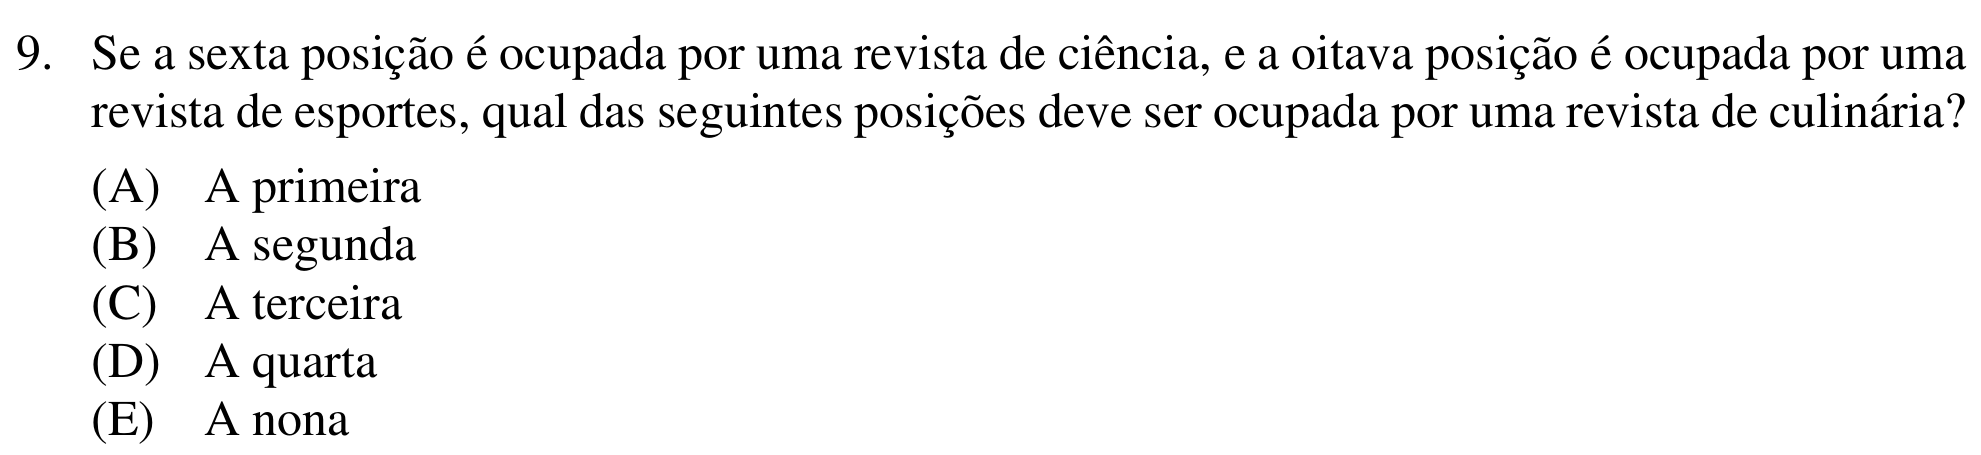 9. Se a sexta posição é ocupada por uma revista de ciência, e a oitava posição é ocupada por uma
revista de esportes, qual das seguintes posições deve ser ocupada por uma revista de culinária?
(A) A primeira
(B) A segunda
(C) A terceira
(D) A quarta
(E) A nona